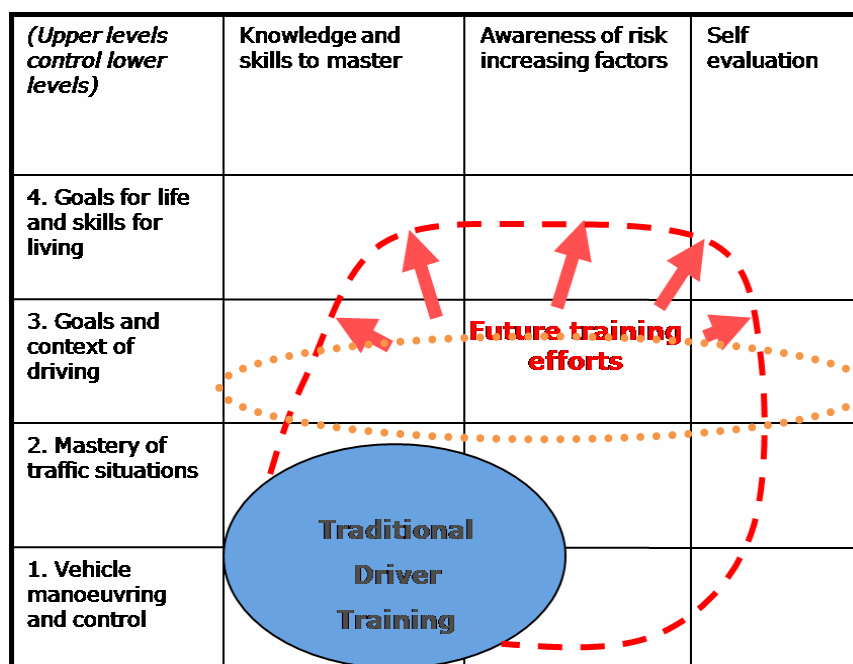 (Upper levels
control lower
levels)
Knowledge and
skills to master
Awareness of risk
increasing factors
Self
evaluation
4. Goals for life
and skills for
living
3. Goals and
context of
driving
Future training
efforts
2. Mastery of
traffic situations
Traditional
Driver
Training
1. Vehicle
manoeuvring
and control